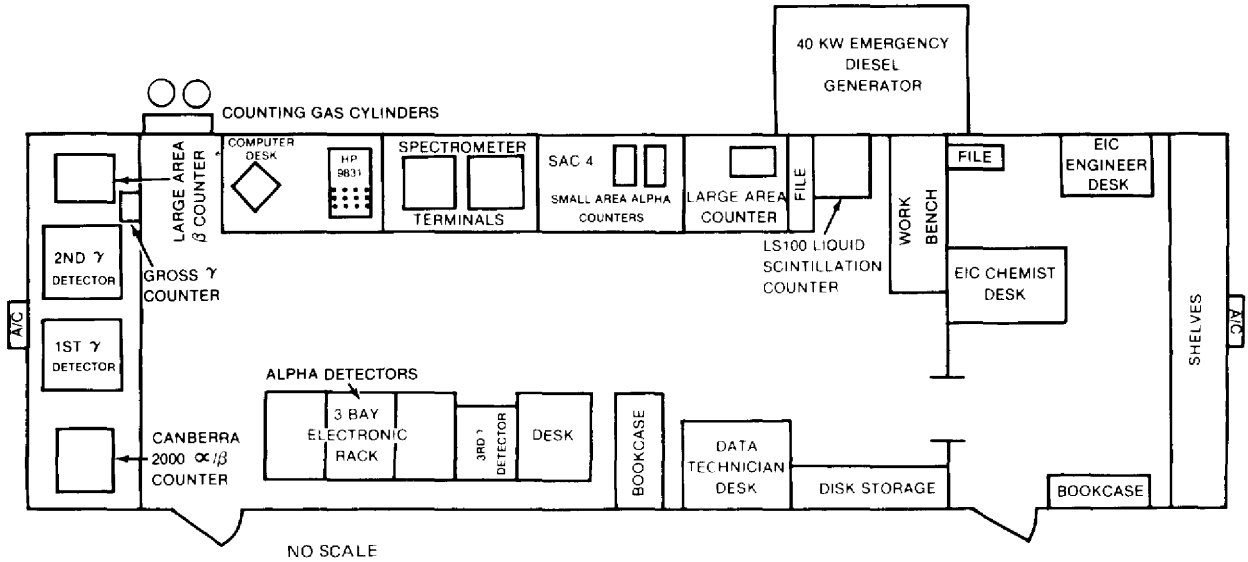 40 KW EMERGENCY
DIESEL
GENERATOR
COUNTING GAS CYLINDERS
LARGE AREA
β COUNTER
COMPUTER
DESK
HP
9831
SPECTROMETER
TERMINALS
SAC 4
SMALL AREA ALPHA
COUNTERS
LARGE AREA
COUNTER
FILE
LS100 LIQUID
SCINTILLATION
COUNTER
WORK
BENCH
FILE
EIC
ENGINEER
DESK
EIC CHEMIST
DESK
SHELVES
A/C
A/C
2ND γ
DETECTOR
GROSS γ
COUNTER
1ST γ
DETECTOR
CANBERRA
2000 ∝/β
COUNTER
ALPHA DETECTORS
3 BAY
ELECTRONIC
RACK
3RD
DETECTOR
DESK
BOOKCASE
DATA
TECHNICIAN
DESK
DISK STORAGE
BOOKCASE
NO SCALE